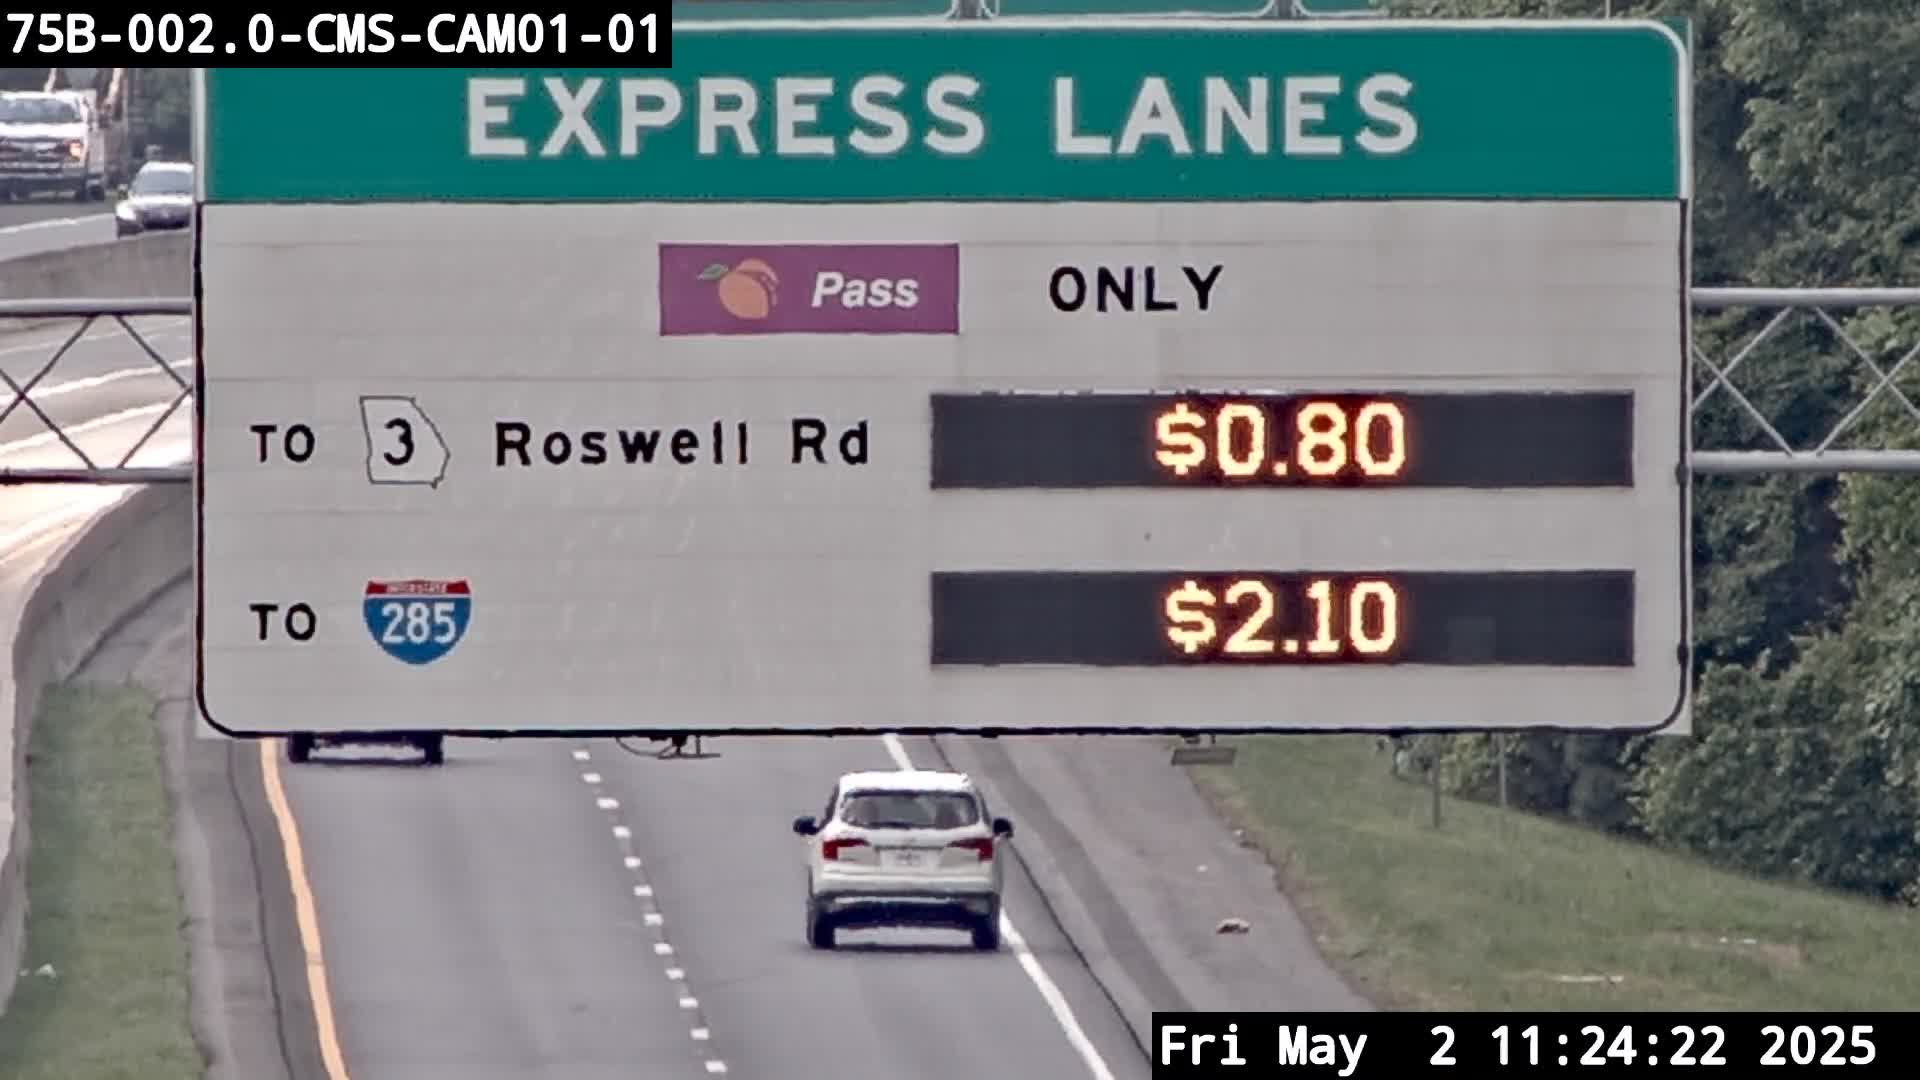 75B-002.0-CMS-CAM01-01
EXPRESS LANES
Pass ONLY
TO 3 Roswell Rd $0.80
INTERSTATE
TO 285 $2.10
Fri May 2 11:24:22 2025